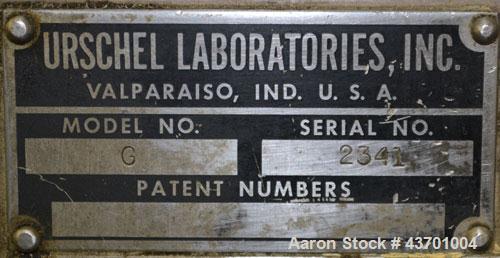 URSCHEL LABORATORIES, INC.
VALPARAISO, IND. U. S. A.
MODEL NO. SERIAL NO.
G 2341
PATENT NUMBERS
Aaron Stock # 43701004